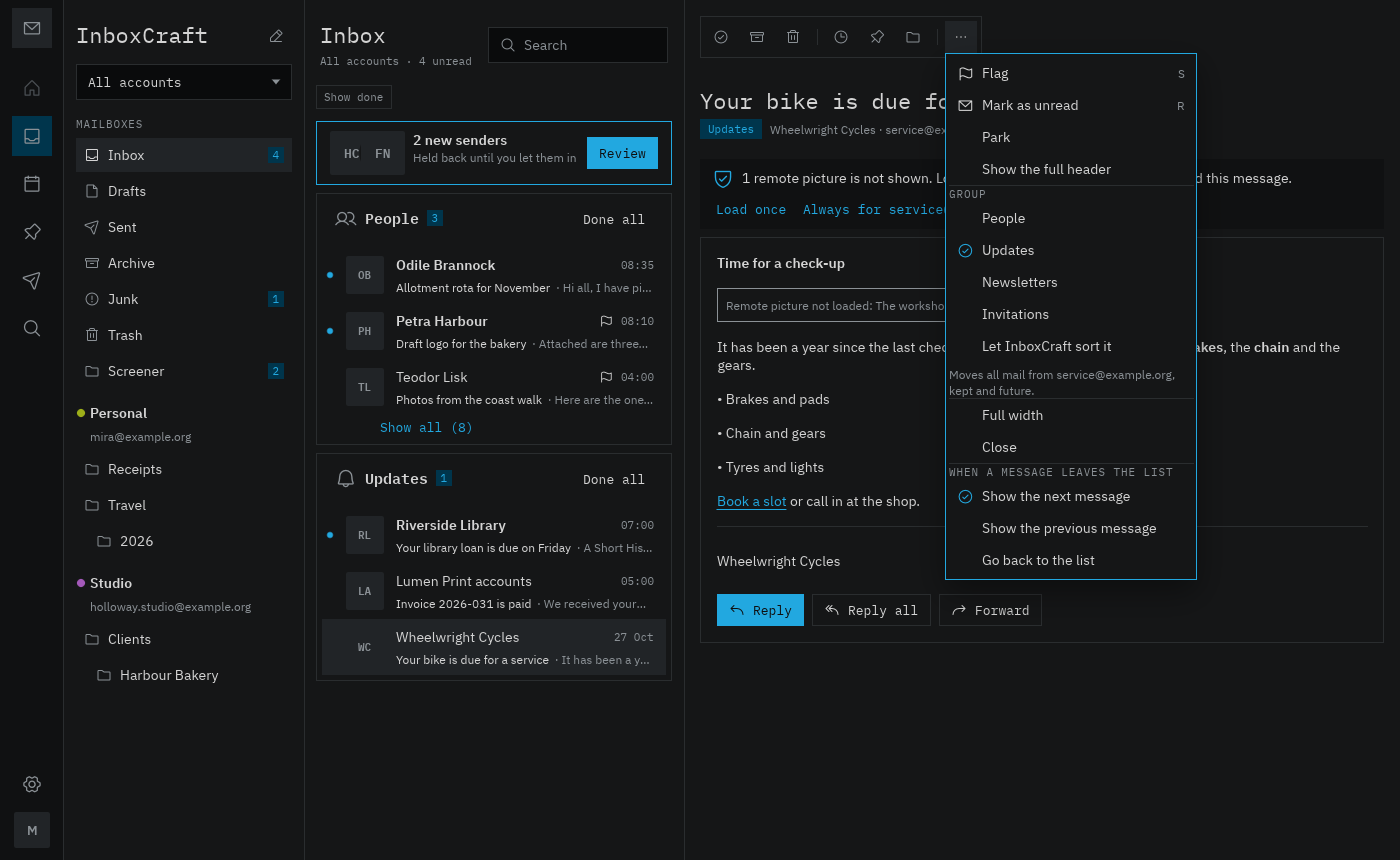 InboxCraft
All accounts
MAILBOXES
Inbox 4
Drafts
Sent
Archive
Junk 1
Trash
Screener 2
Personal
mira@example.org
Receipts
Travel
2026
Studio
holloway.studio@example.org
Clients
Harbour Bakery
M
Inbox
All accounts · 4 unread
Search
Show done
HC FN
2 new senders
Held back until you let them in
Review
People 3
Done all
OB
Odile Brannock 08:35
Allotment rota for November · Hi all, I have pi…
PH
Petra Harbour 08:10
Draft logo for the bakery · Attached are three…
TL
Teodor Lisk 04:00
Photos from the coast walk · Here are the one…
Show all (8)
Updates 1
Done all
RL
Riverside Library 07:00
Your library loan is due on Friday · A Short His…
LA
Lumen Print accounts 05:00
Invoice 2026-031 is paid · We received your…
WC
Wheelwright Cycles 27 Oct
Your bike is due for a service · It has been a y…
Your bike is due fo
Updates
Wheelwright Cycles · service@ex
1 remote picture is not shown. Lo
d this message.
Load once Always for service
Time for a check-up
Remote picture not loaded: The worksho
It has been a year since the last chec
akes, the chain and the
gears.
• Brakes and pads
• Chain and gears
• Tyres and lights
Book a slot or call in at the shop.
Wheelwright Cycles
Reply
Reply all
Forward
Flag S
Mark as unread R
Park
Show the full header
GROUP
People
Updates
Newsletters
Invitations
Let InboxCraft sort it
Moves all mail from service@example.org,
kept and future.
Full width
Close
WHEN A MESSAGE LEAVES THE LIST
Show the next message
Show the previous message
Go back to the list